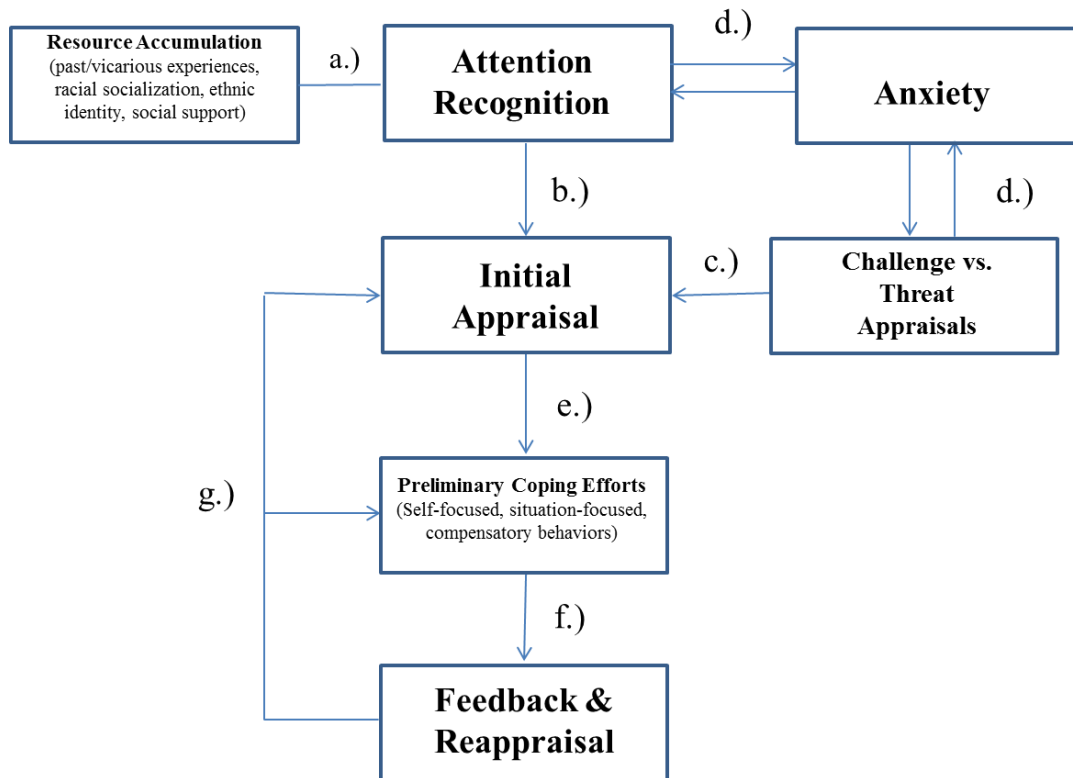 Resource Accumulation
(past/vicarious experiences,
racial socialization, ethnic
identity, social support)
a.)
Attention
Recognition
d.)
Anxiety
b.)
d.)
Initial
Appraisal
c.)
Challenge vs.
Threat
Appraisals
e.)
Preliminary Coping Efforts
(Self-focused, situation-focused,
compensatory behaviors)
g.)
f.)
Feedback &
Reappraisal